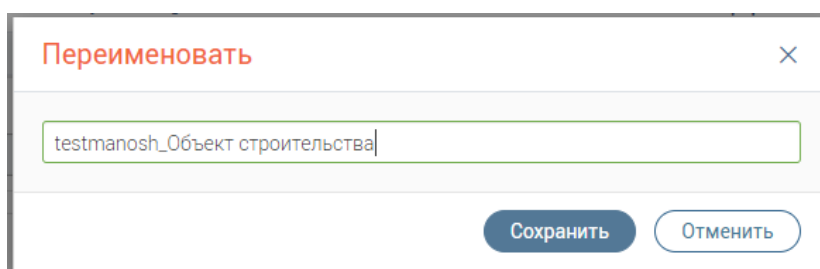 Переименовать
testmanosh_Объект строительства
Сохранить
Отменить